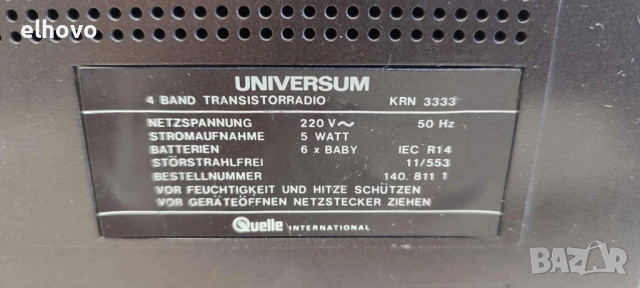 elhovo
UNIVERSUM
4 BAND TRANSISTORRADIO KRN 3333
NETZSPANNUNG 220 V~ 50 Hz
STROMAUFNAHME 5 WATT
BATTERIEN 6 x BABY IEC R14
STÖRSTRAHLFREI 11/553
BESTELLNUMMER 140. 811 1
VOR FEUCHTIGKEIT UND HITZE SCHÜTZEN
VOR GERÄTEÖFFNEN NETZSTECKER ZIEHEN
Quelle INTERNATIONAL
BAZAR